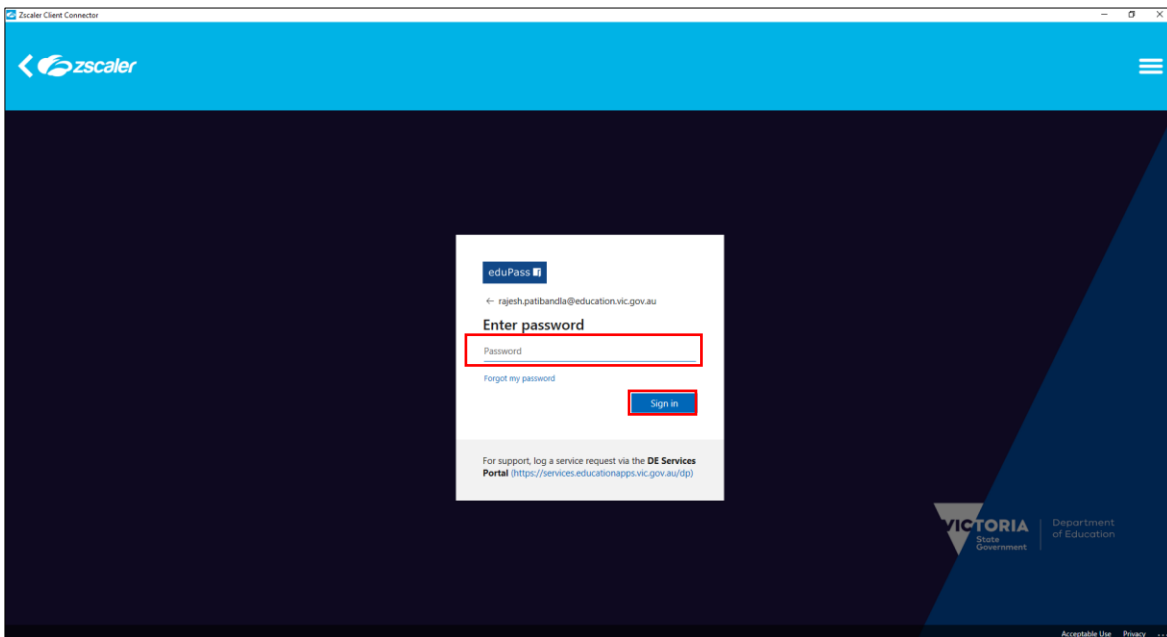 Zscaler Client Connector
zscaler
eduPass
← rajesh.patibandla@education.vic.gov.au
Enter password
Password
Forgot my password
Sign in
For support, log a service request via the DE Services
Portal (https://services.educationapps.vic.gov.au/dp)
VICTORIA
State
Government
Department
of Education
Acceptable Use Privacy ...